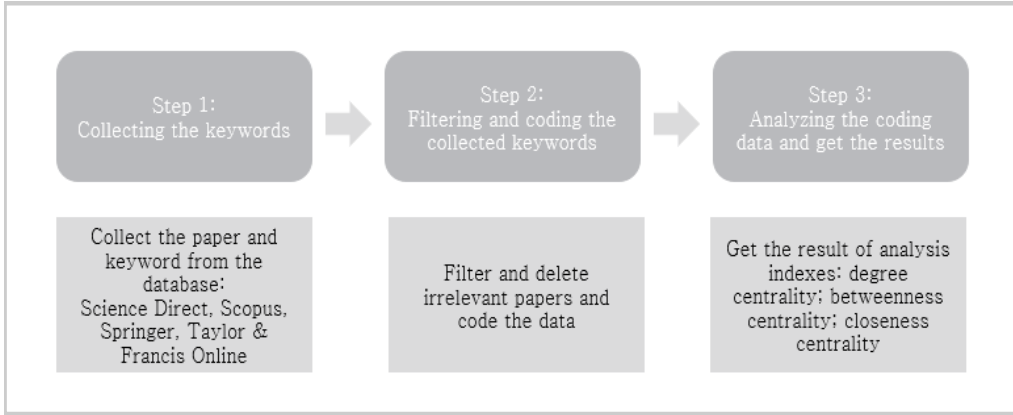 Step 1:
Collecting the keywords
Step 2:
Filtering and coding the
collected keywords
Step 3:
Analyzing the coding
data and get the results
Collect the paper and
keyword from the
database:
Science Direct, Scopus,
Springer, Taylor &
Francis Online
Filter and delete
irrelevant papers and
code the data
Get the result of analysis
indexes: degree
centrality; betweenness
centrality; closeness
centrality